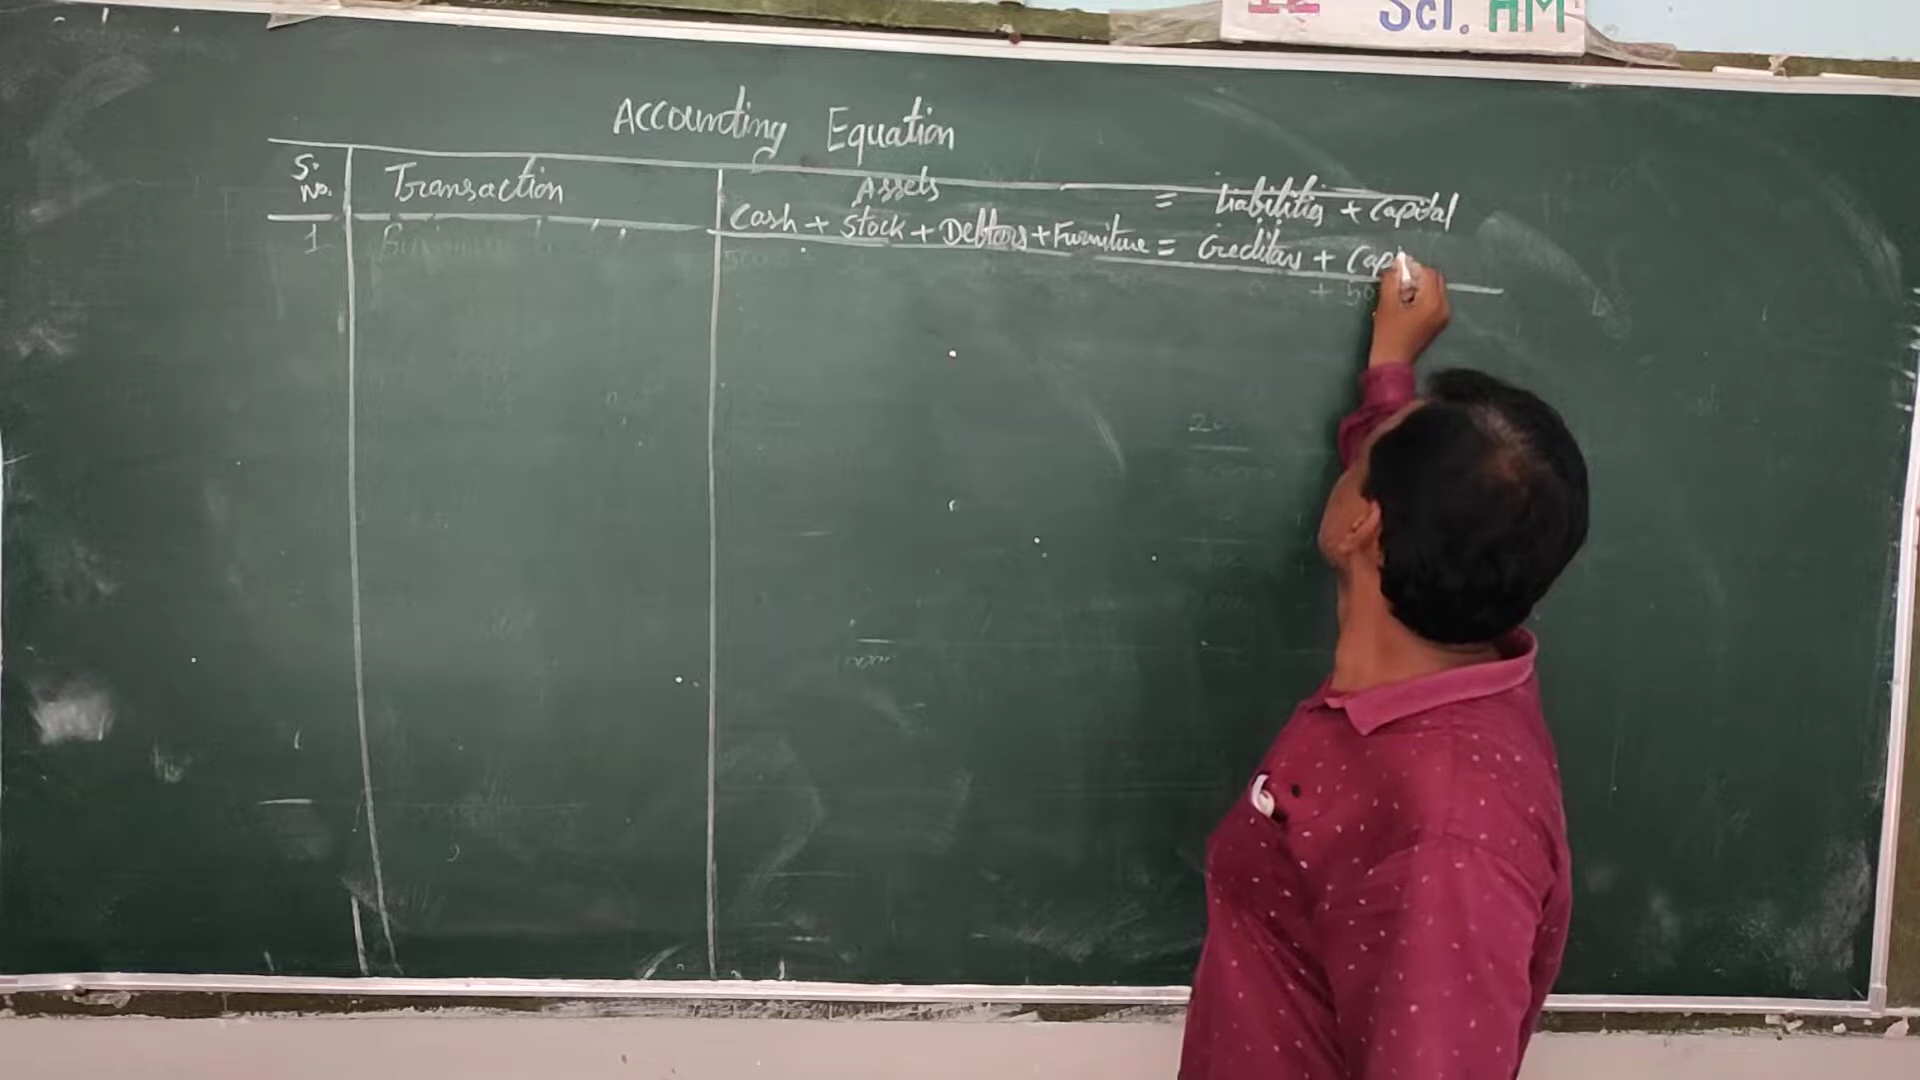 Sci. HM
Accounting Equation
S. No. Transaction Assets = Liabilities + Capital
Cash + Stock + Debtors + Furniture = Creditors + Cap
1